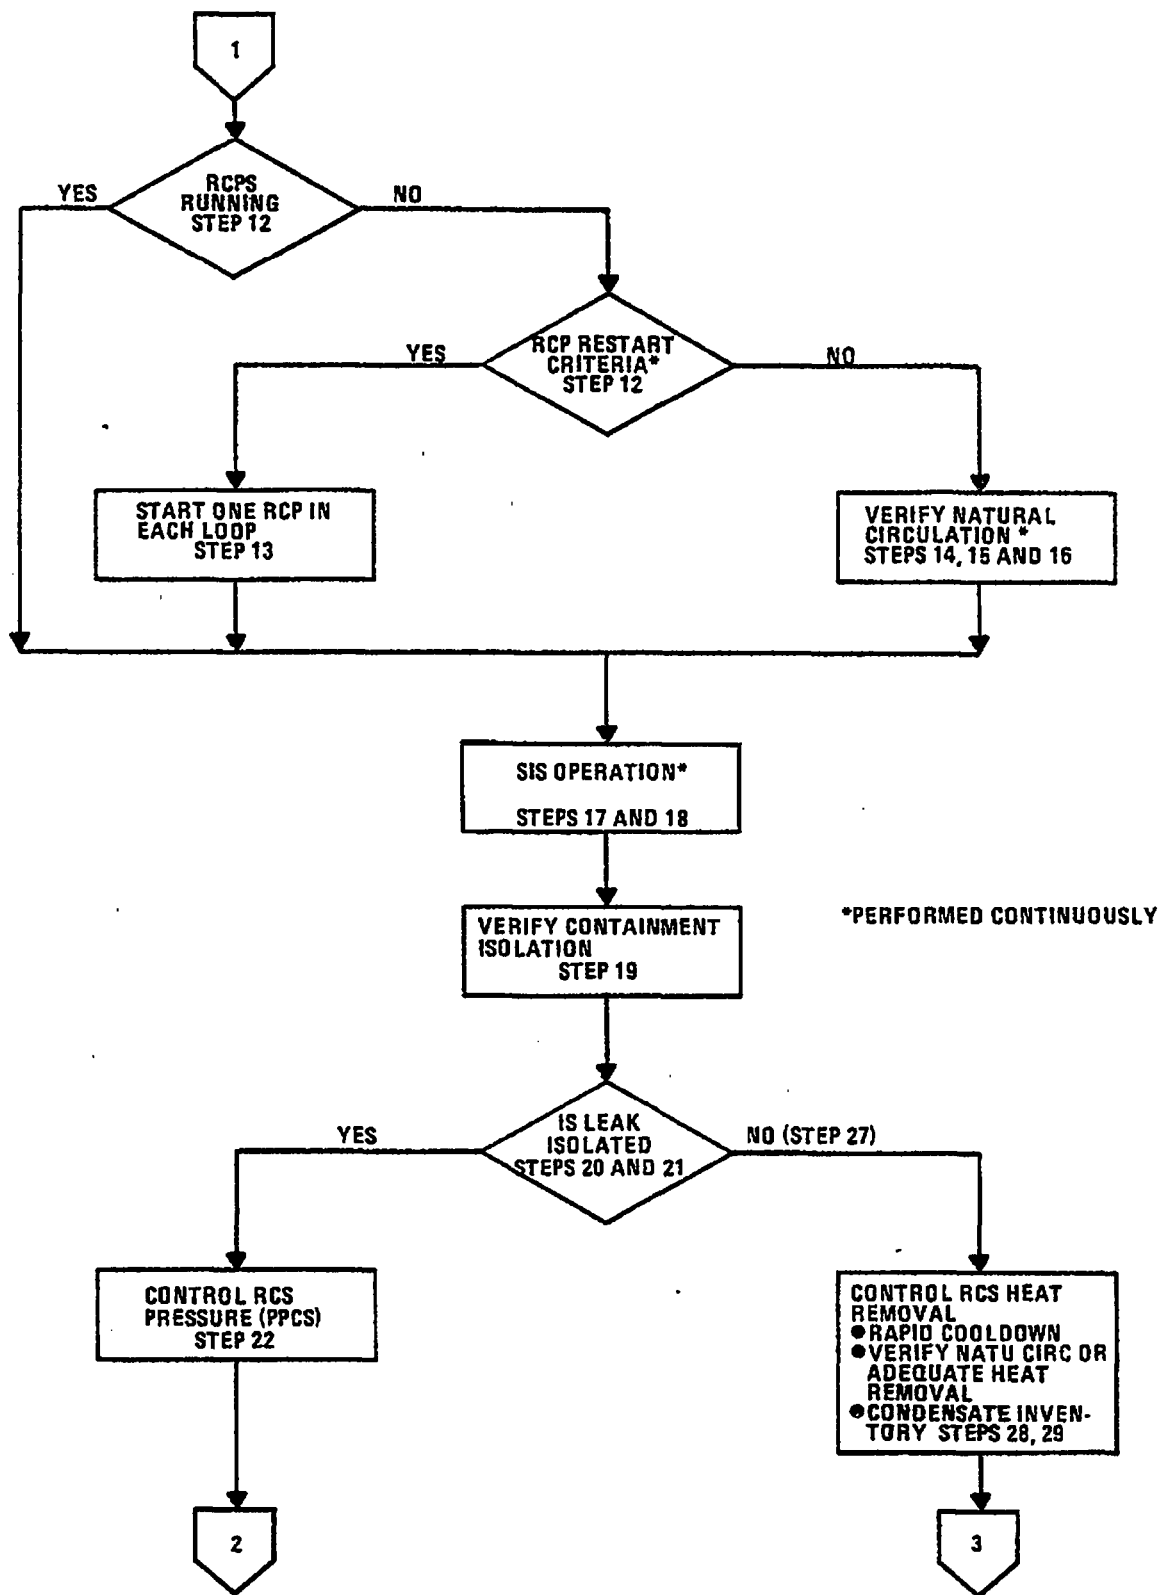 1
RCPS
RUNNING
STEP 12
YES
NO
RCP RESTART
CRITERIA*
STEP 12
YES
NO
START ONE RCP IN
EACH LOOP
STEP 13
VERIFY NATURAL
CIRCULATION *
STEPS 14, 15 AND 16
SIS OPERATION*
STEPS 17 AND 18
VERIFY CONTAINMENT
ISOLATION
STEP 19
*PERFORMED CONTINUOUSLY
IS LEAK
ISOLATED
STEPS 20 AND 21
YES
NO (STEP 27)
CONTROL RCS
PRESSURE (PPCS)
STEP 22
CONTROL RCS HEAT
REMOVAL
●RAPID COOLDOWN
●VERIFY NATU CIRC OR
ADEQUATE HEAT
REMOVAL
●CONDENSATE INVEN-
TORY STEPS 28, 29
2
3